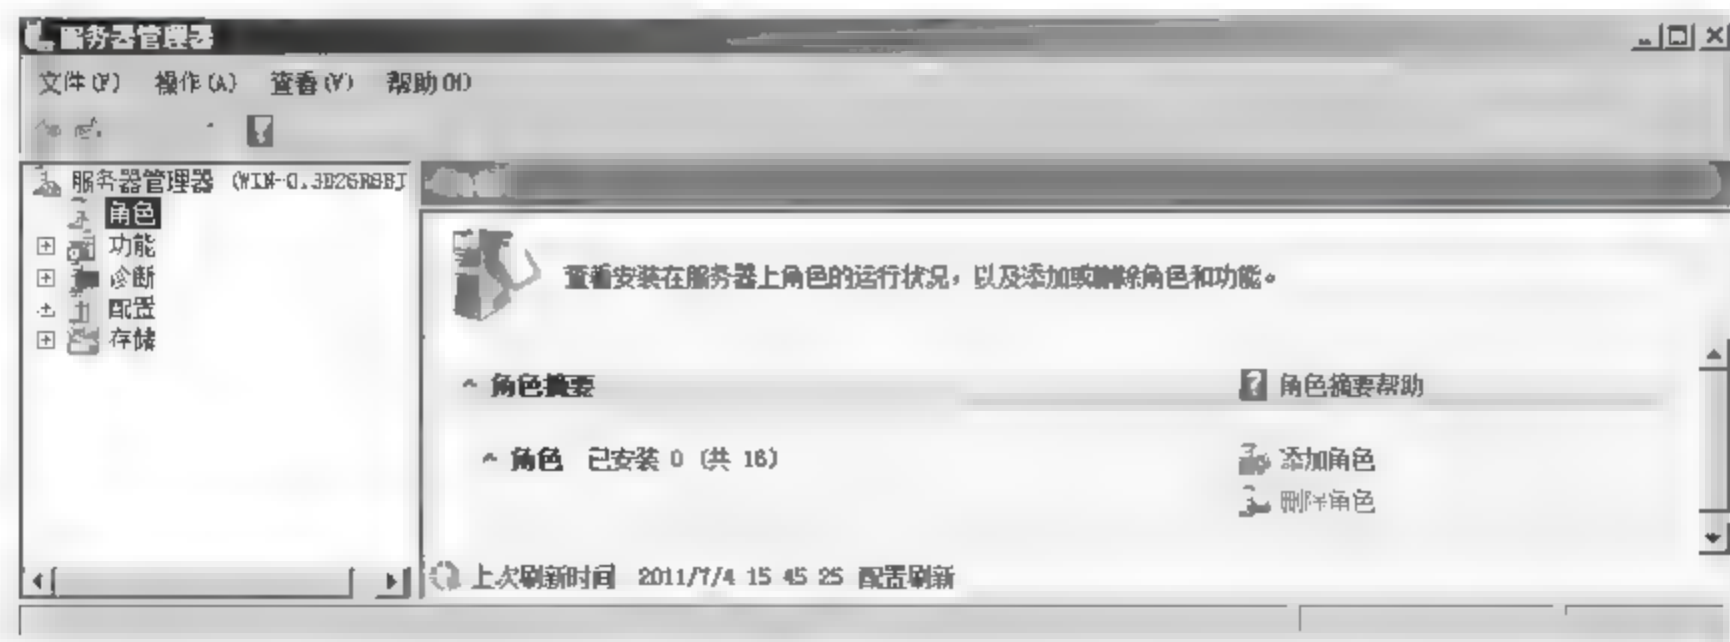 服务器管理器
文件(F) 操作(A) 查看(V) 帮助(H)
服务器管理器
角色
功能
诊断
配置
存储
查看安装在服务器上角色的运行状况，以及添加或删除角色和功能。
角色摘要
角色摘要帮助
角色 已安装 0 (共 16)
添加角色
删除角色
上次刷新时间 2011/7/4 15 45 25 配置刷新